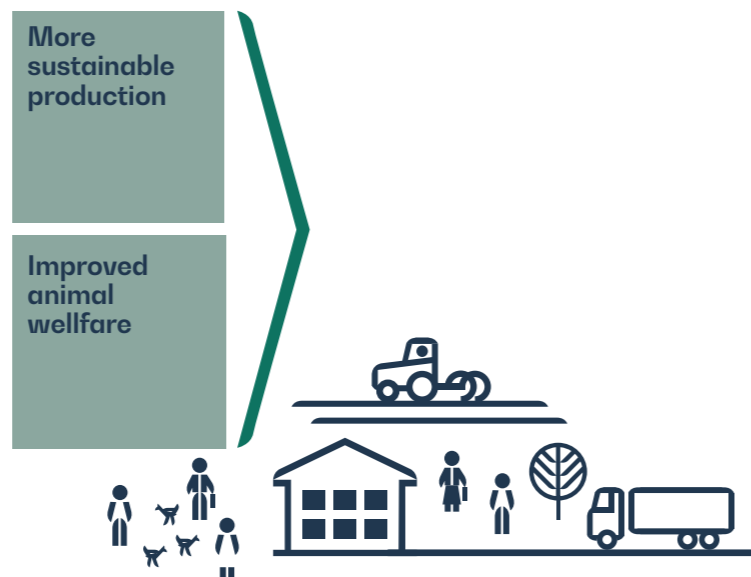 More
sustainable
production
Improved
animal
wellfare